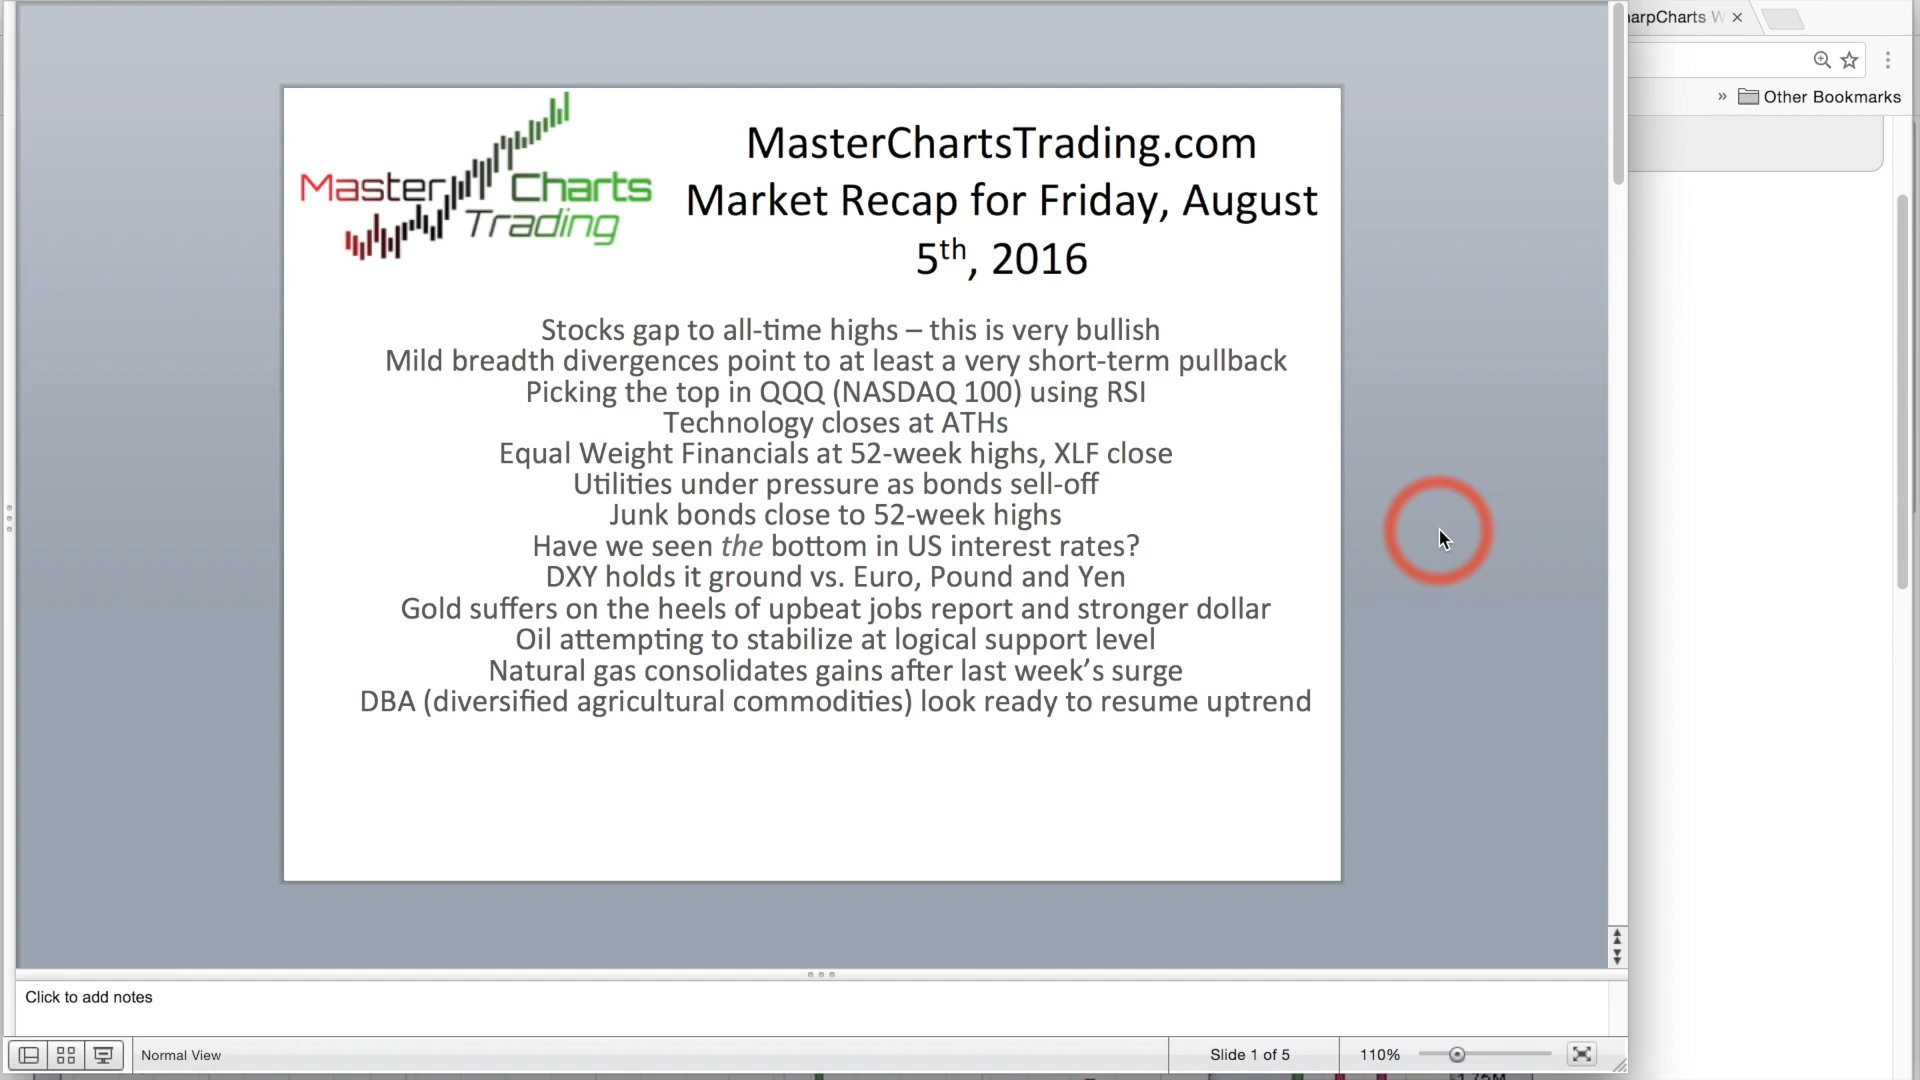 arpCharts W
Other Bookmarks
Master Charts
Trading
MasterChartsTrading.com
Market Recap for Friday, August
5th, 2016
Stocks gap to all-time highs – this is very bullish
Mild breadth divergences point to at least a very short-term pullback
Picking the top in QQQ (NASDAQ 100) using RSI
Technology closes at ATHs
Equal Weight Financials at 52-week highs, XLF close
Utilities under pressure as bonds sell-off
Junk bonds close to 52-week highs
Have we seen the bottom in US interest rates?
DXY holds it ground vs. Euro, Pound and Yen
Gold suffers on the heels of upbeat jobs report and stronger dollar
Oil attempting to stabilize at logical support level
Natural gas consolidates gains after last week’s surge
DBA (diversified agricultural commodities) look ready to resume uptrend
Click to add notes
Normal View
Slide 1 of 5
110%